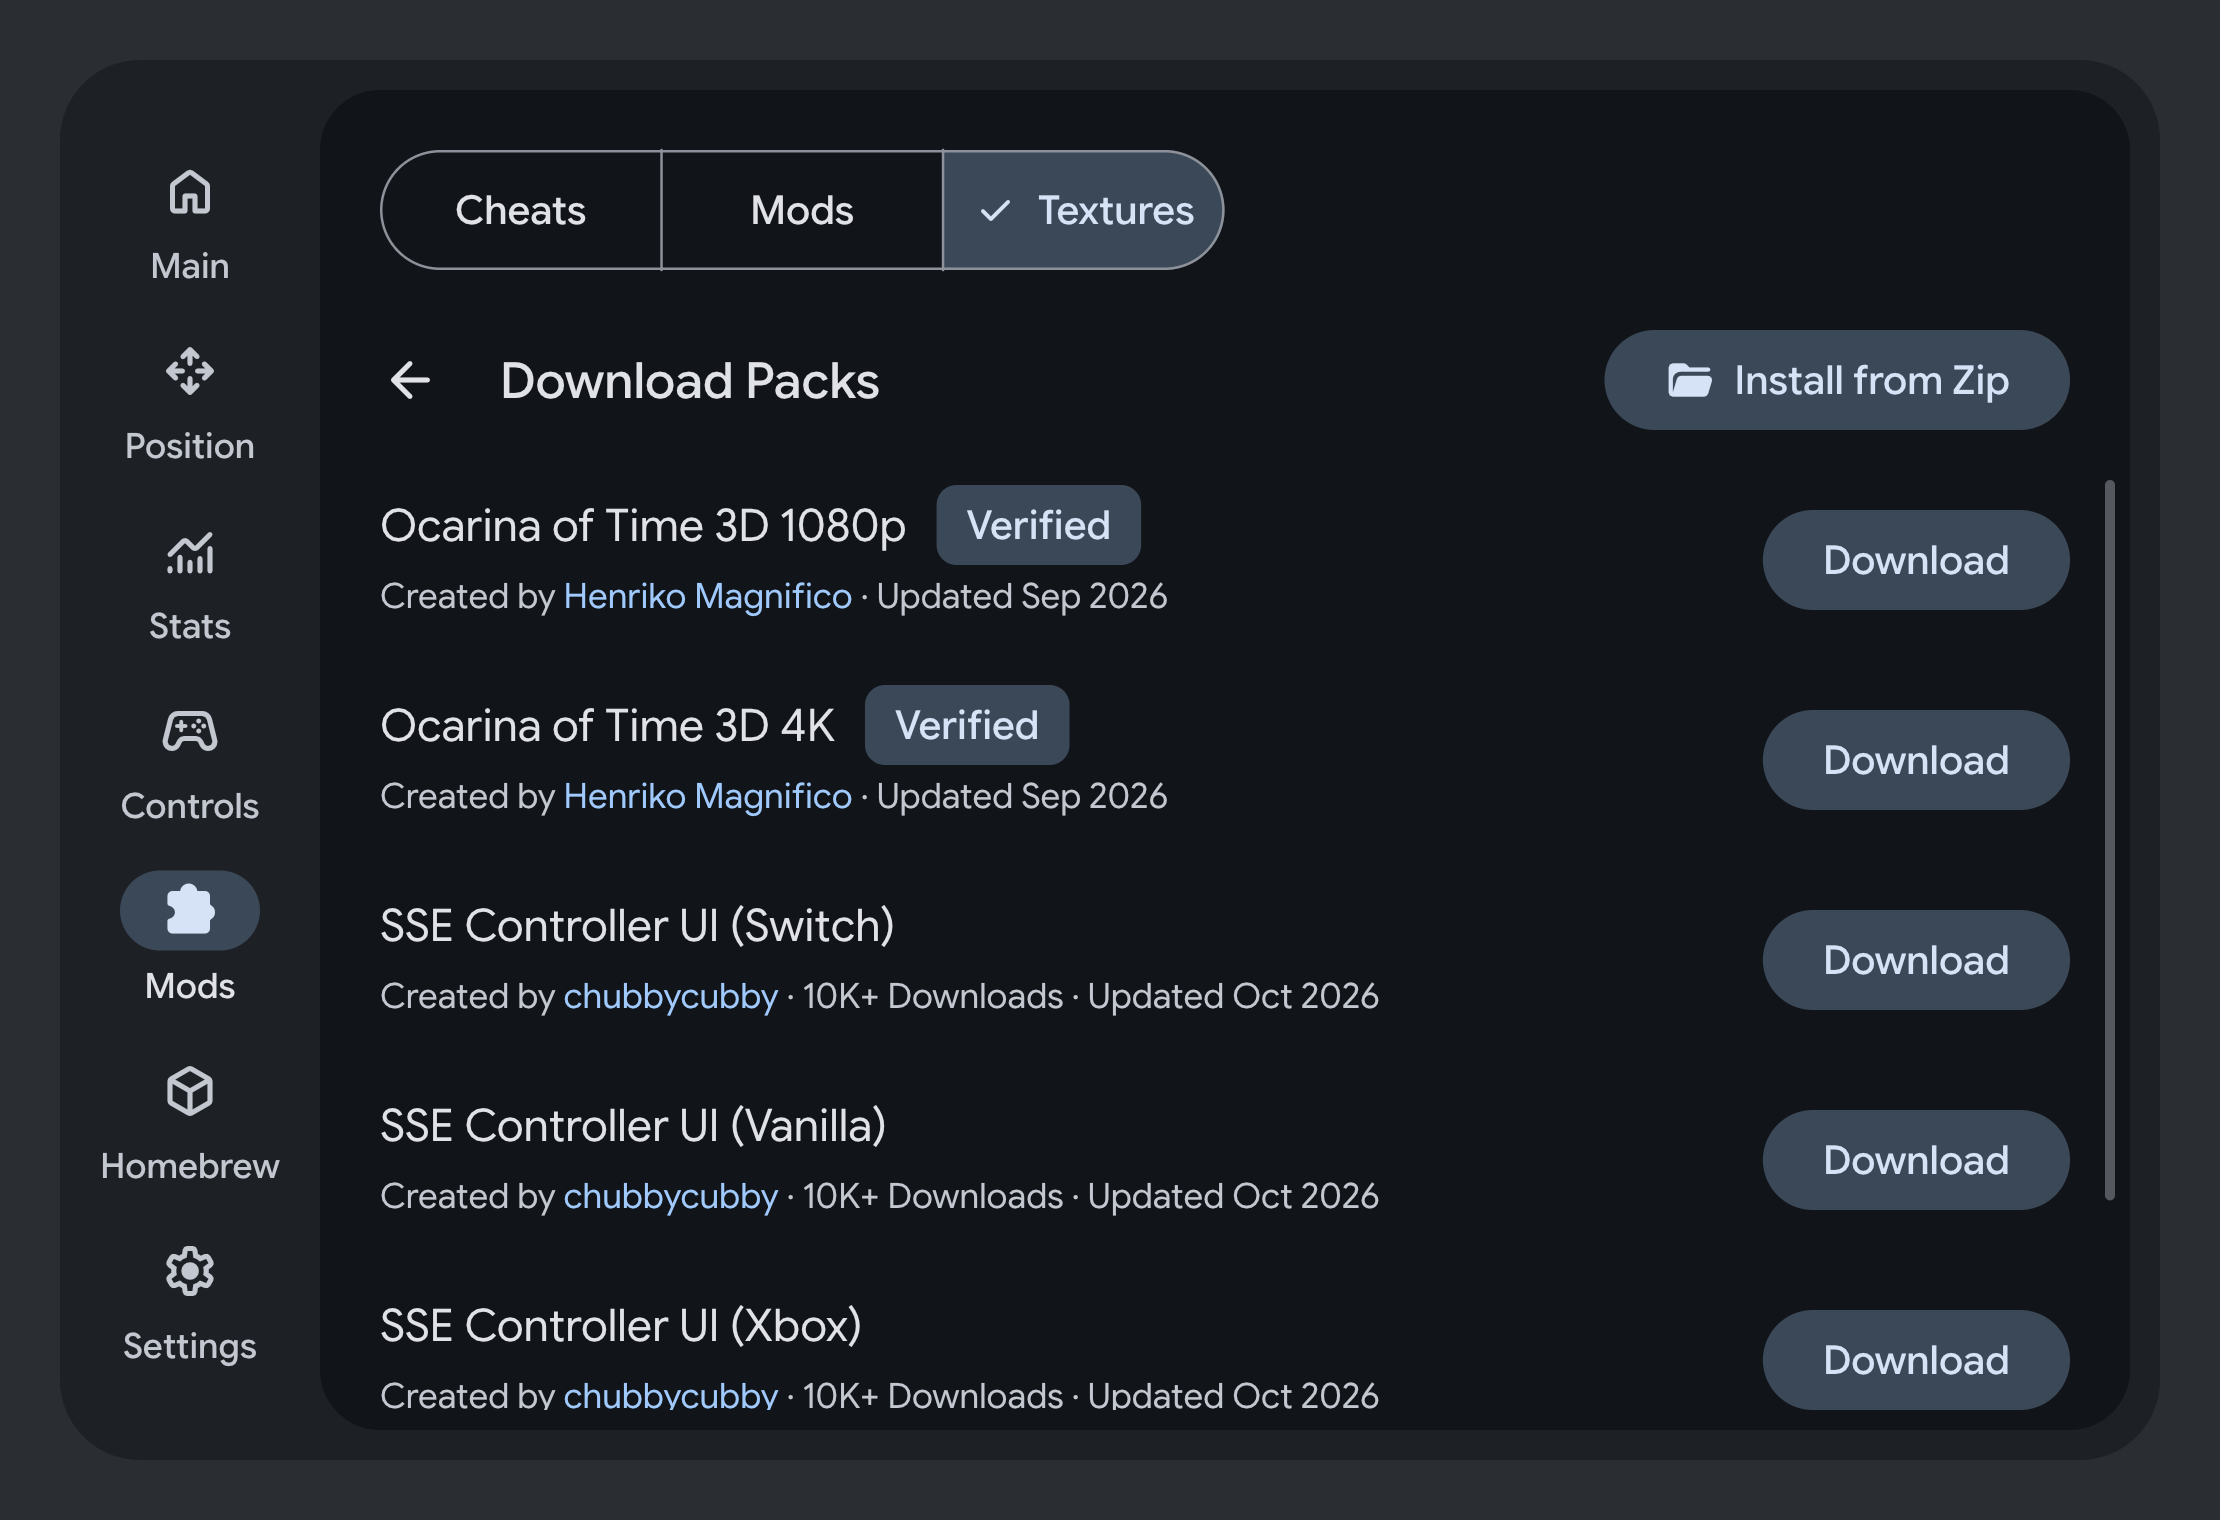 Main
Position
Stats
Controls
Mods
Homebrew
Settings
Cheats
Mods
Textures
Download Packs
Install from Zip
Ocarina of Time 3D 1080p
Verified
Created by Henriko Magnifico · Updated Sep 2026
Download
Ocarina of Time 3D 4K
Verified
Created by Henriko Magnifico · Updated Sep 2026
Download
SSE Controller UI (Switch)
Created by chubbycubby · 10K+ Downloads · Updated Oct 2026
Download
SSE Controller UI (Vanilla)
Created by chubbycubby · 10K+ Downloads · Updated Oct 2026
Download
SSE Controller UI (Xbox)
Created by chubbycubby · 10K+ Downloads · Updated Oct 2026
Download